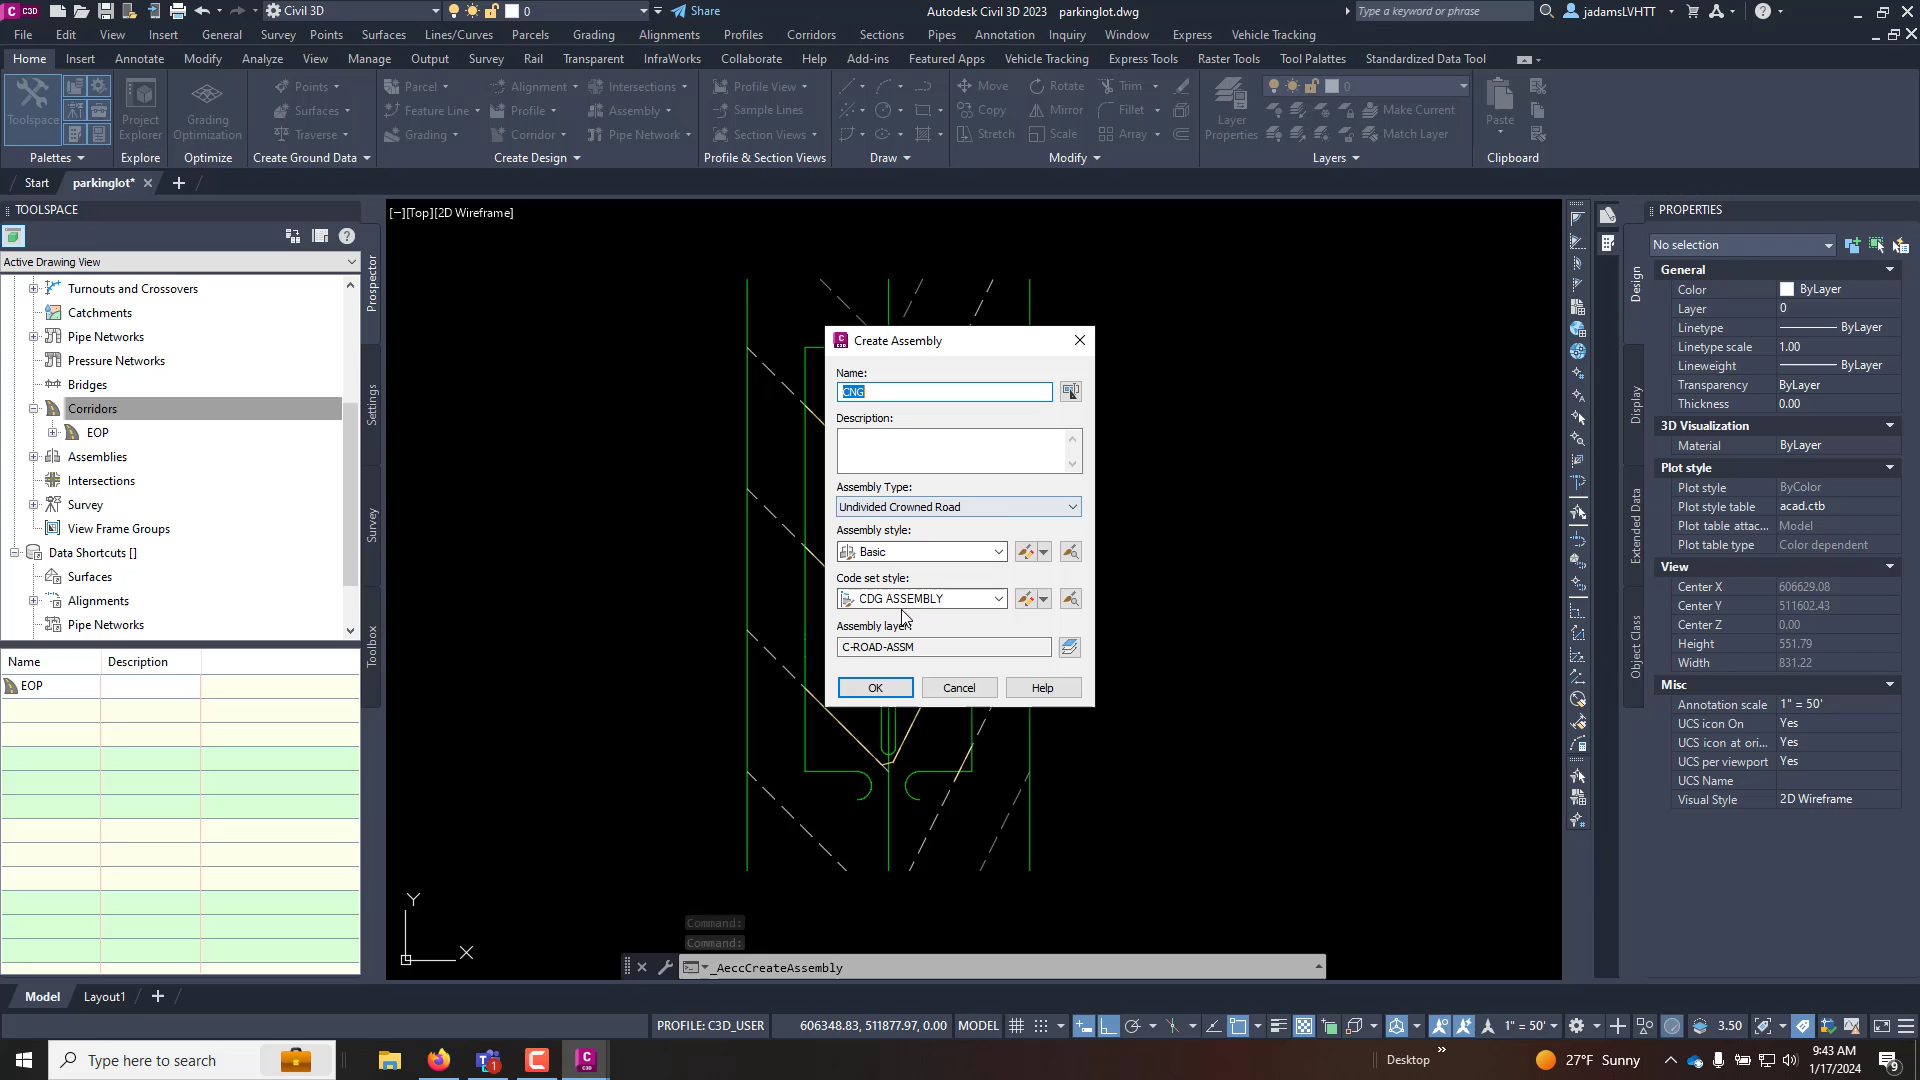 C3D
Civil 3D
0
Share
Autodesk Civil 3D 2023 parkinglot.dwg
Type a keyword or phrase
jadamsLVHTT
File Edit View Insert General Survey Points Surfaces Lines/Curves Parcels Grading Alignments Profiles Corridors Sections Pipes Annotation Inquiry Window Express Vehicle Tracking
Home Insert Annotate Modify Analyze View Manage Output Survey Rail Transparent InfraWorks Collaborate Help Add-ins Featured Apps Vehicle Tracking Express Tools Raster Tools Tool Palettes Standardized Data Tool
Points Parcel Alignment Intersections Profile View Move Rotate Trim 0
Surfaces Feature Line Profile Assembly Sample Lines Copy Mirror Fillet Make Current
Toolspace Project Explorer Grading Optimization Traverse Grading Corridor Pipe Network Section Views Stretch Scale Array Layer Properties Match Layer Paste
Palettes Explore Optimize Create Ground Data Create Design Profile & Section Views Draw Modify Layers Clipboard
Start parkinglot*
TOOLSPACE
Active Drawing View
Turnouts and Crossovers
Catchments
Pipe Networks
Pressure Networks
Bridges
Corridors
EOP
Assemblies
Intersections
Survey
View Frame Groups
Data Shortcuts []
Surfaces
Alignments
Pipe Networks
Prospector
Settings
Survey
Toolbox
Name Description
EOP
[−][Top][2D Wireframe]
Create Assembly
Name:
CNG
Description:
Assembly Type:
Undivided Crowned Road
Assembly style:
Basic
Code set style:
CDG ASSEMBLY
Assembly layer:
C-ROAD-ASSM
OK Cancel Help
Y
X
Command:
Command:
_AeccCreateAssembly
PROPERTIES
No selection
Design
Display
Extended Data
Object Class
General
Color ByLayer
Layer 0
Linetype ByLayer
Linetype scale 1.00
Lineweight ByLayer
Transparency ByLayer
Thickness 0.00
3D Visualization
Material ByLayer
Plot style
Plot style ByColor
Plot style table acad.ctb
Plot table attac... Model
Plot table type Color dependent
View
Center X 606629.08
Center Y 511602.43
Center Z 0.00
Height 551.79
Width 831.22
Misc
Annotation scale 1" = 50'
UCS icon On Yes
UCS icon at ori... Yes
UCS per viewport Yes
UCS Name
Visual Style 2D Wireframe
Model Layout1
PROFILE: C3D_USER 606348.83, 511877.97, 0.00 MODEL 1" = 50' 3.50
Type here to search
Desktop
27°F Sunny
9:43 AM
1/17/2024
9